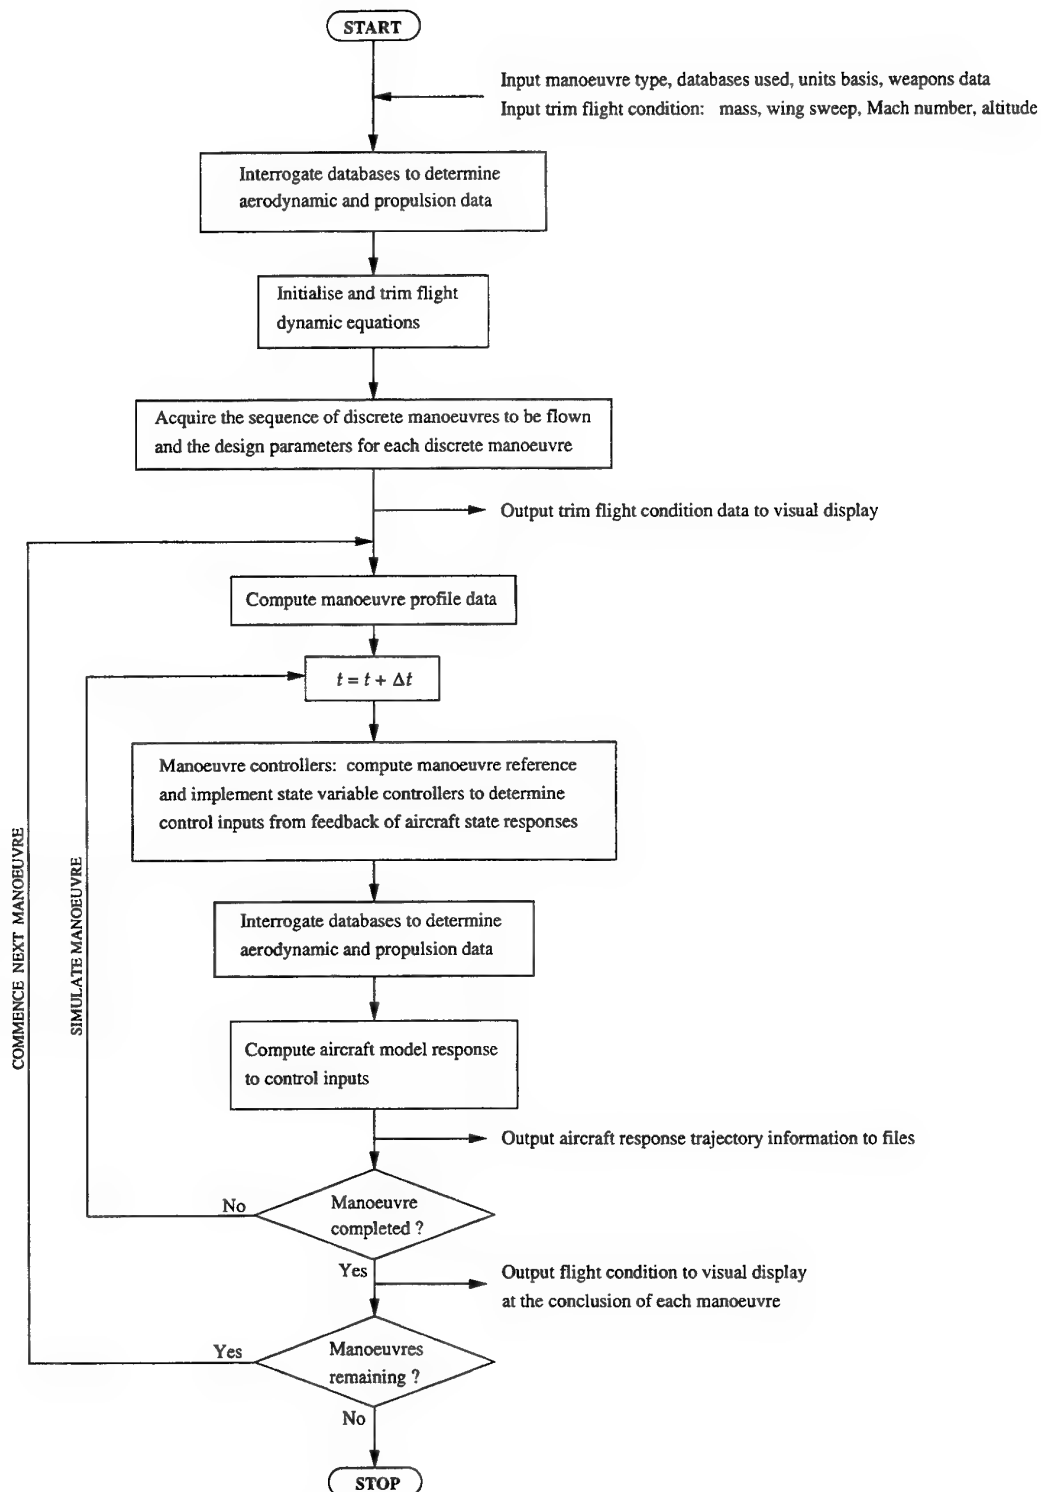 START
Input manoeuvre type, databases used, units basis, weapons data
Input trim flight condition: mass, wing sweep, Mach number, altitude
Interrogate databases to determine
aerodynamic and propulsion data
Initialise and trim flight
dynamic equations
Acquire the sequence of discrete manoeuvres to be flown
and the design parameters for each discrete manoeuvre
Output trim flight condition data to visual display
Compute manoeuvre profile data
t = t + Δt
Manoeuvre controllers: compute manoeuvre reference
and implement state variable controllers to determine
control inputs from feedback of aircraft state responses
COMMENCE NEXT MANOEUVRE
SIMULATE MANOEUVRE
Interrogate databases to determine
aerodynamic and propulsion data
Compute aircraft model response
to control inputs
Output aircraft response trajectory information to files
No
Manoeuvre
completed ?
Yes
Output flight condition to visual display
at the conclusion of each manoeuvre
Yes
Manoeuvres
remaining ?
No
STOP